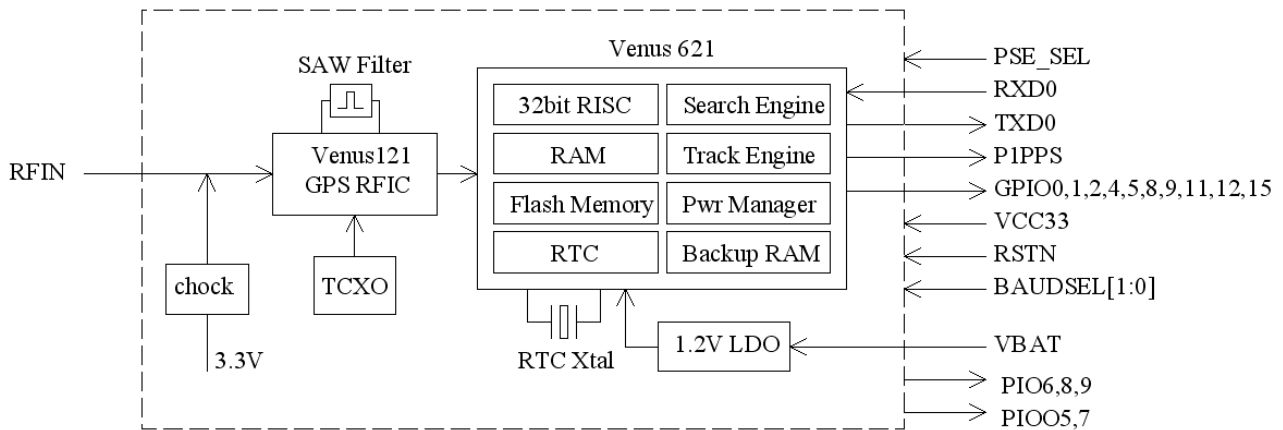 Venus 621
SAW Filter
32bit RISC
Search Engine
RAM
Track Engine
Flash Memory
Pwr Manager
RTC
Backup RAM
RFIN
Venus121
GPS RFIC
chock
TCXO
3.3V
RTC Xtal
1.2V LDO
PSE_SEL
RXD0
TXD0
P1PPS
GPIO0,1,2,4,5,8,9,11,12,15
VCC33
RSTN
BAUDSEL[1:0]
VBAT
PIO6,8,9
PIOO5,7